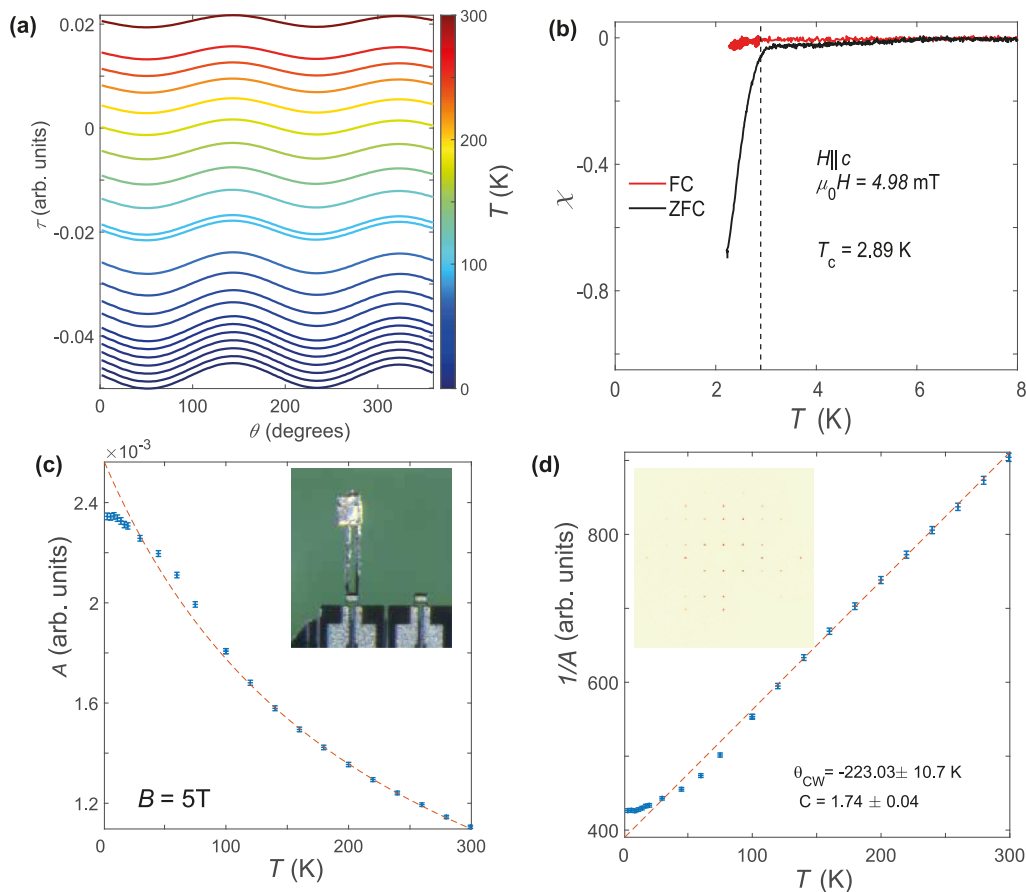 (a)
0.02
0
-0.02
-0.04
τ (arb. units)
0
100
200
300
θ (degrees)
300
200
100
0
T (K)
(b)
0
-0.4
-0.8
χ
FC
ZFC
H||c
μ0H = 4.98 mT
Tc = 2.89 K
0
2
4
6
8
T (K)
(c)
×10⁻³
2.4
2
1.6
1.2
A (arb. units)
B = 5T
0
100
200
300
T (K)
(d)
800
600
400
1/A (arb. units)
θCW = -223.03± 10.7 K
C = 1.74 ± 0.04
0
100
200
300
T (K)